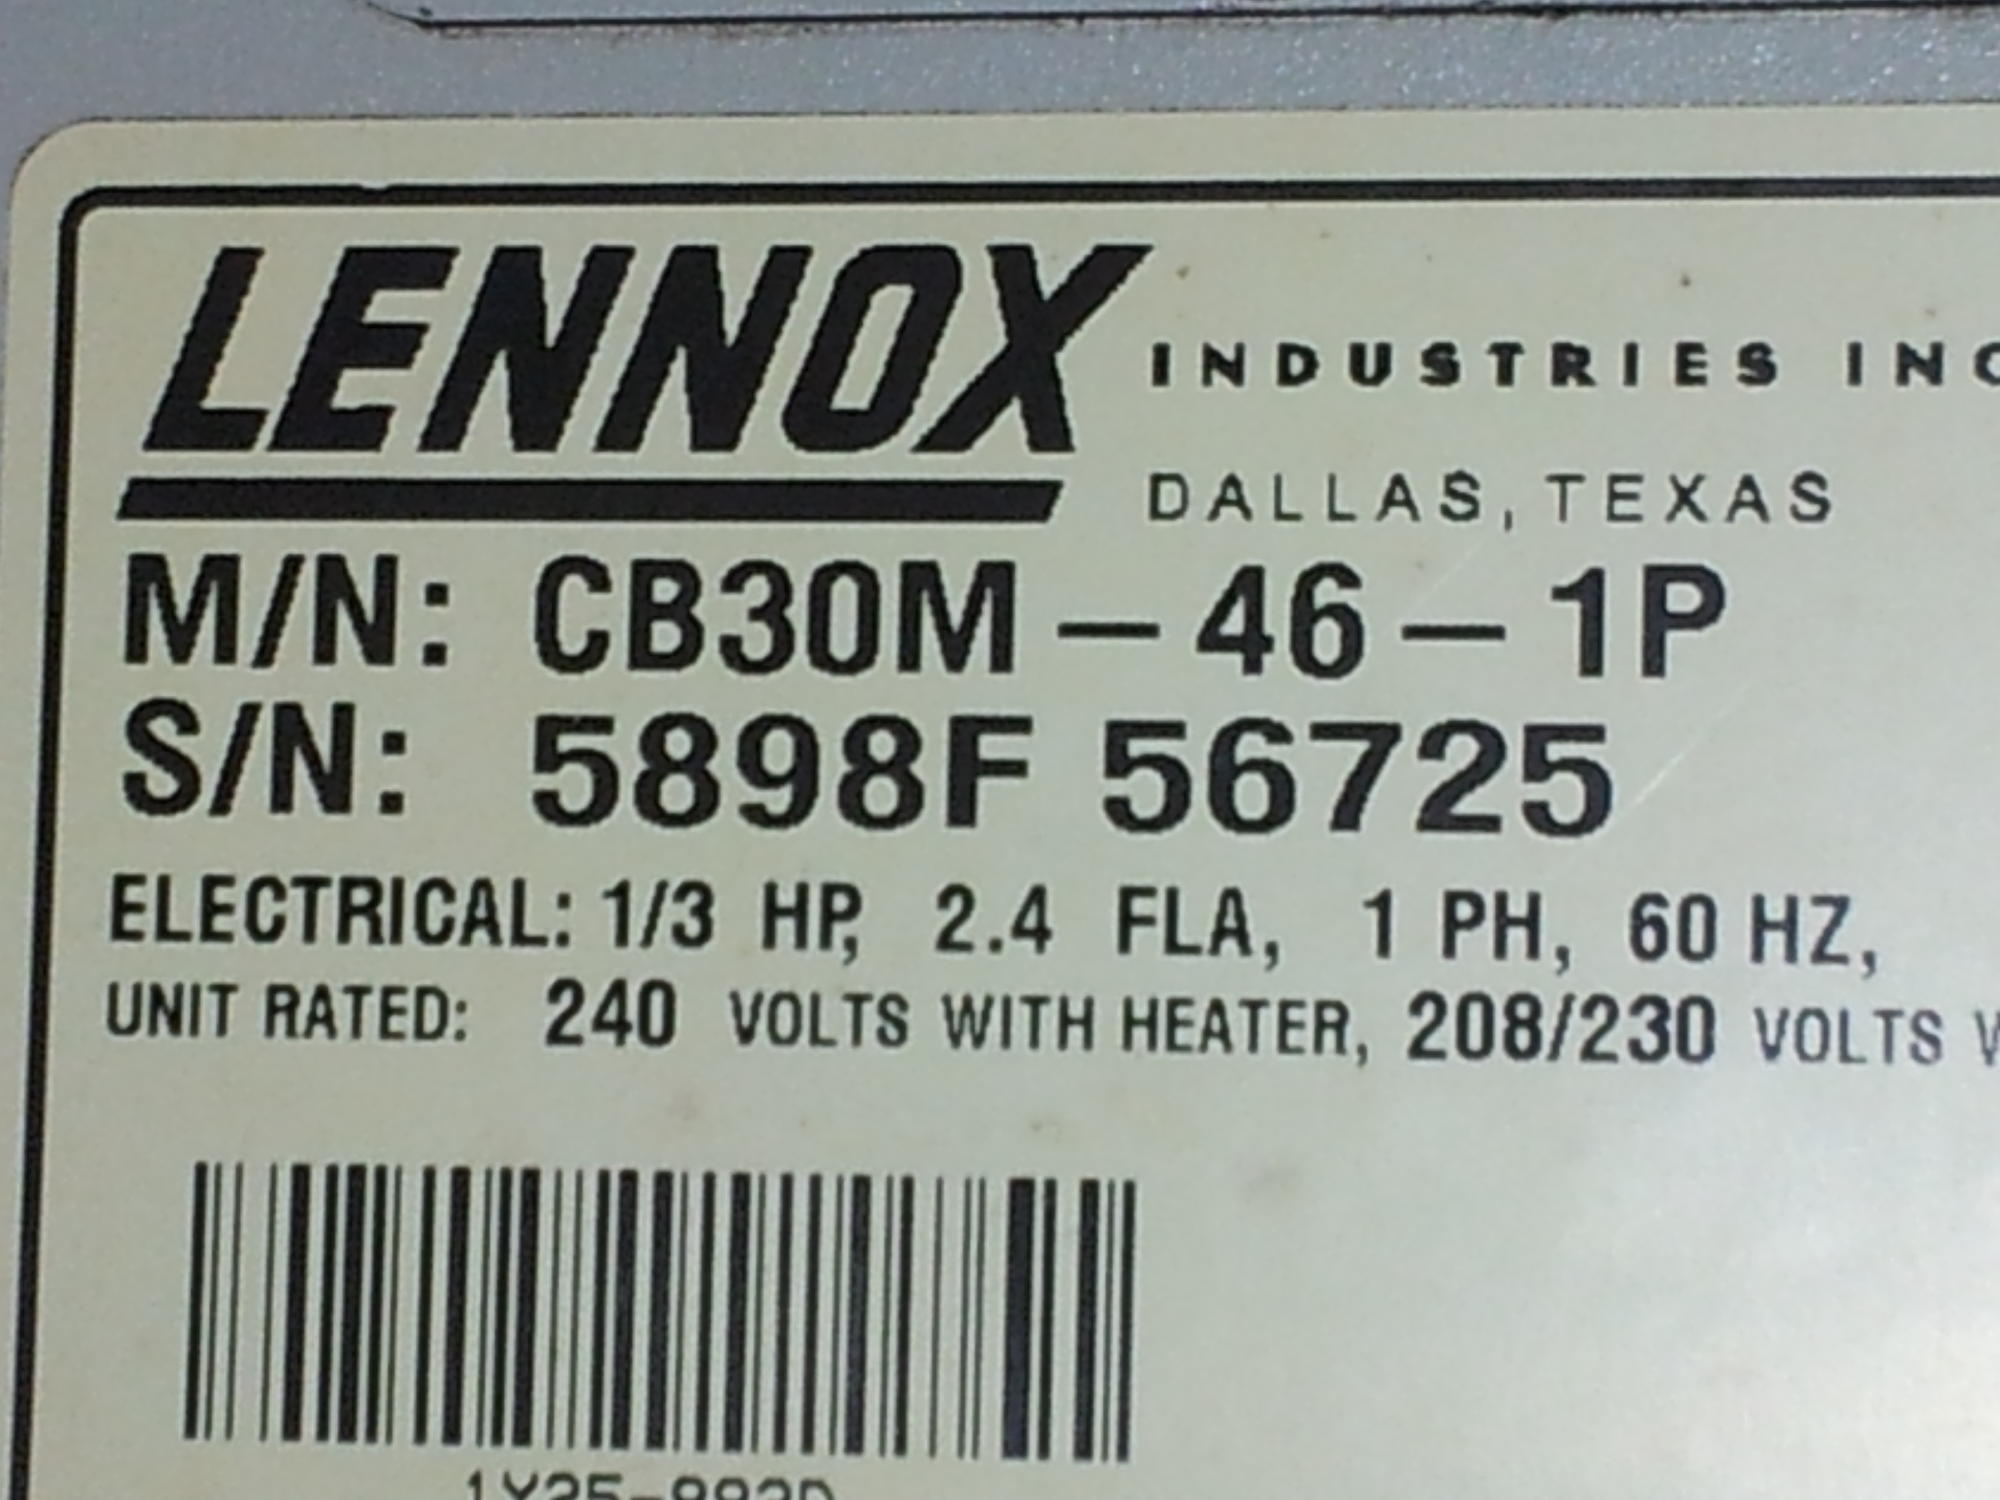 LENNOX INDUSTRIES INC
DALLAS, TEXAS
M/N: CB30M-46-1P
S/N: 5898F 56725
ELECTRICAL: 1/3 HP, 2.4 FLA, 1 PH, 60 HZ,
UNIT RATED: 240 VOLTS WITH HEATER, 208/230 VOLTS